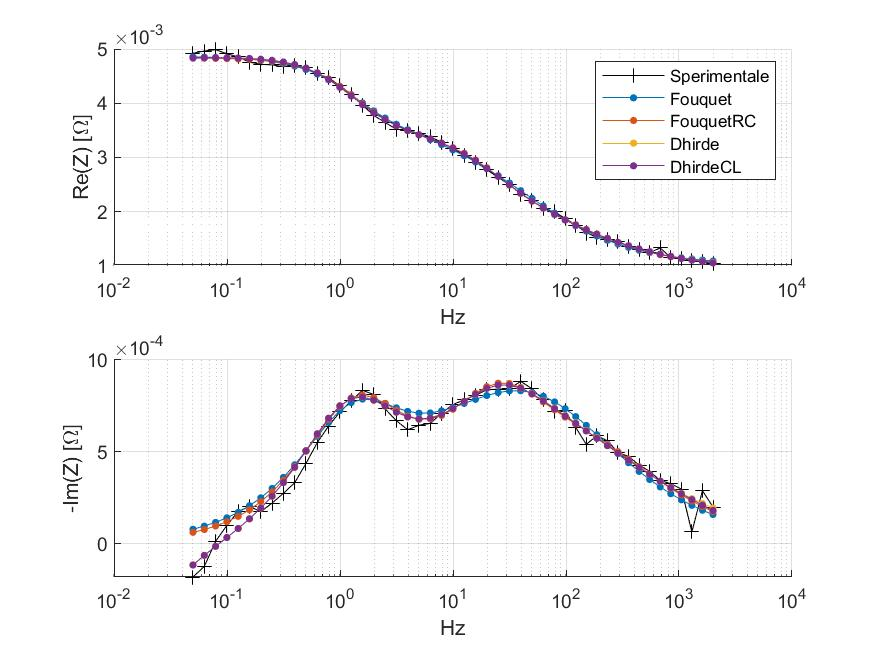 ×10⁻³
5
4
3
2
1
Re(Z) [Ω]
Sperimentale
Fouquet
FouquetRC
Dhirde
DhirdeCL
10⁻² 10⁻¹ 10⁰ 10¹ 10² 10³ 10⁴
Hz
×10⁻⁴
10
5
0
-Im(Z) [Ω]
10⁻² 10⁻¹ 10⁰ 10¹ 10² 10³ 10⁴
Hz